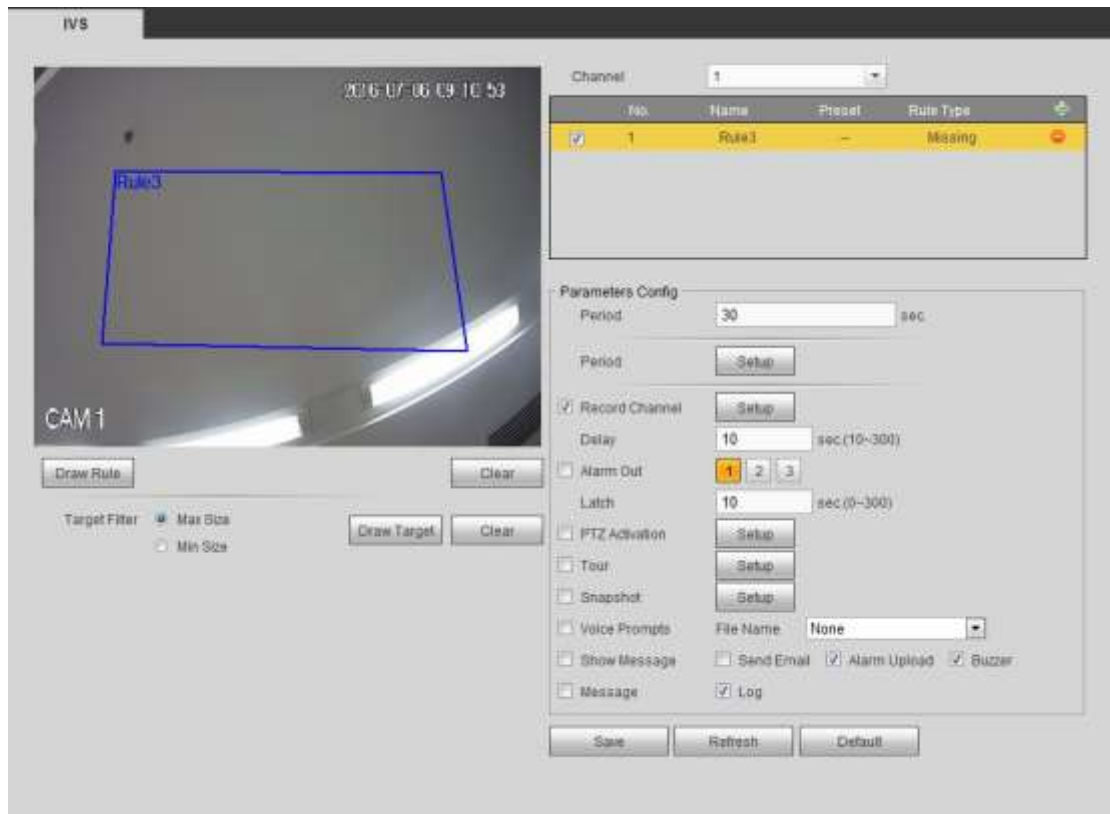 IVS
2016-07-06 09:10:53
Rule3
CAM 1
Draw Rule
Clear
Target Filter Max Size
Min Size
Draw Target
Clear
Channel 1
No. Name Preset Rule Type
1 Rule3 -- Missing
Parameters Config
Period 30 sec.
Period Setup
Record Channel Setup
Delay 10 sec.(10~300)
Alarm Out 1 2 3
Latch 10 sec.(0~300)
PTZ Activation Setup
Tour Setup
Snapshot Setup
Voice Prompts File Name None
Show Message Send Email Alarm Upload Buzzer
Message Log
Save Refresh Default